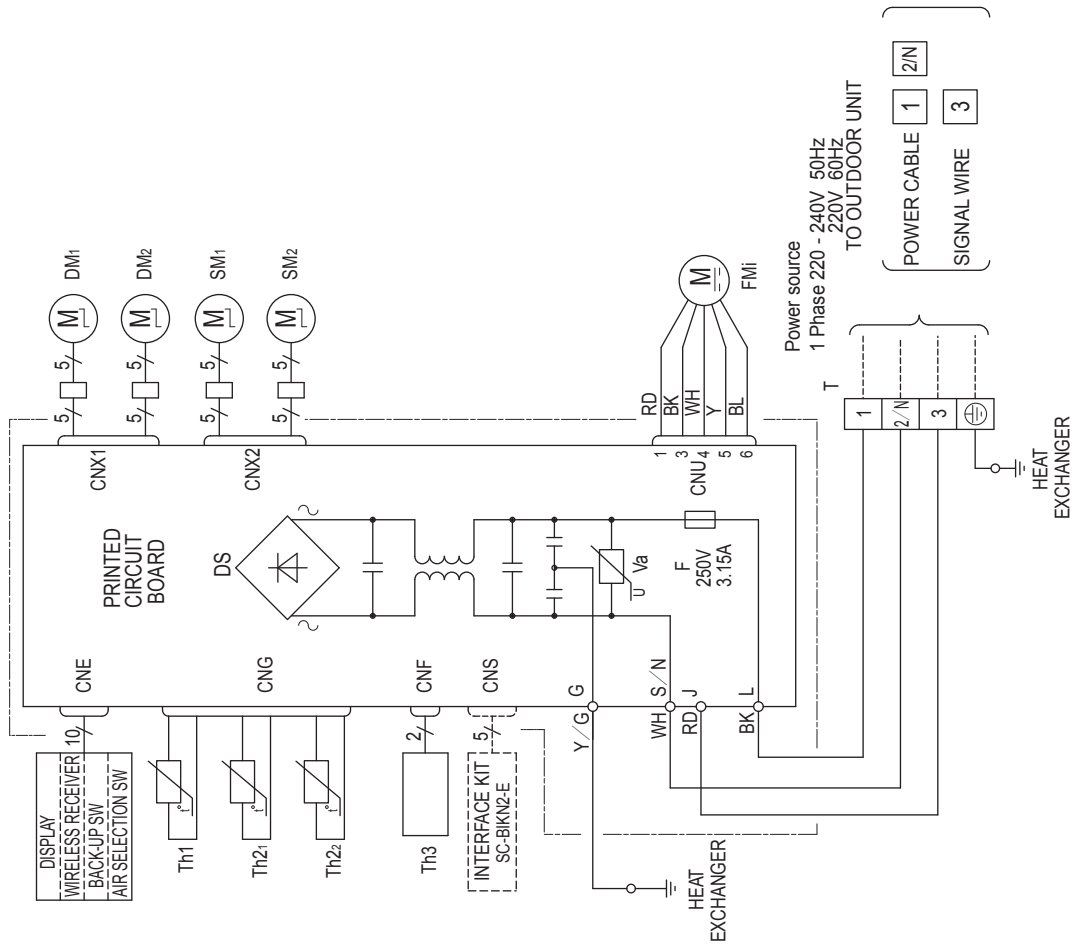 DISPLAY
WIRELESS RECEIVER
BACK-UP SW
AIR SELECTION SW
10
CNE
Th1
t°
Th2₁
t°
Th2₂
t°
CNG
Th3
2
CNF
INTERFACE KIT
SC-BIKN2-E
5
CNS
PRINTED
CIRCUIT
BOARD
DS
CNX1
CNX2
5
5
M
DM₁
5
5
M
DM₂
5
5
M
SM₁
5
5
M
SM₂
U
Va
F
250V
3.15A
CNU
1
3
4
5
6
RD
BK
WH
Y
BL
M
FMi
Y/G
G
WH
S/N
RD
J
BK
L
HEAT
EXCHANGER
T
1
2/N
3
HEAT
EXCHANGER
Power source
1 Phase 220 - 240V 50Hz
220V 60Hz
TO OUTDOOR UNIT
POWER CABLE
1
2/N
SIGNAL WIRE
3